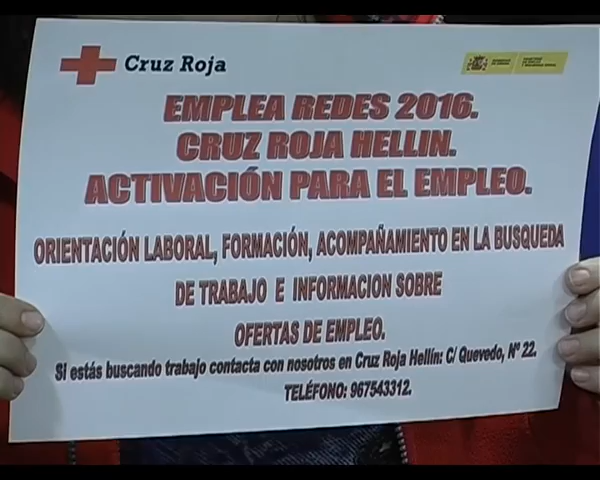 Cruz Roja
EMPLEA REDES 2016.
CRUZ ROJA HELLIN.
ACTIVACIÓN PARA EL EMPLEO.
ORIENTACIÓN LABORAL, FORMACIÓN, ACOMPAÑAMIENTO EN LA BUSQUEDA
DE TRABAJO E INFORMACION SOBRE
OFERTAS DE EMPLEO.
Si estás buscando trabajo contacta con nosotros en Cruz Roja Hellín: C/ Quevedo, Nº 22.
TELÉFONO: 967543312.